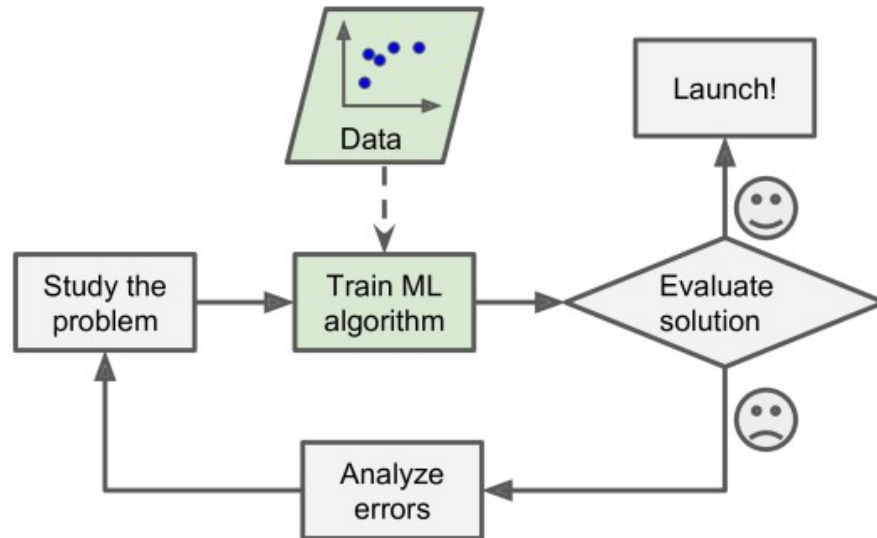 Data
Launch!
Study the
problem
Train ML
algorithm
Evaluate
solution
Analyze
errors